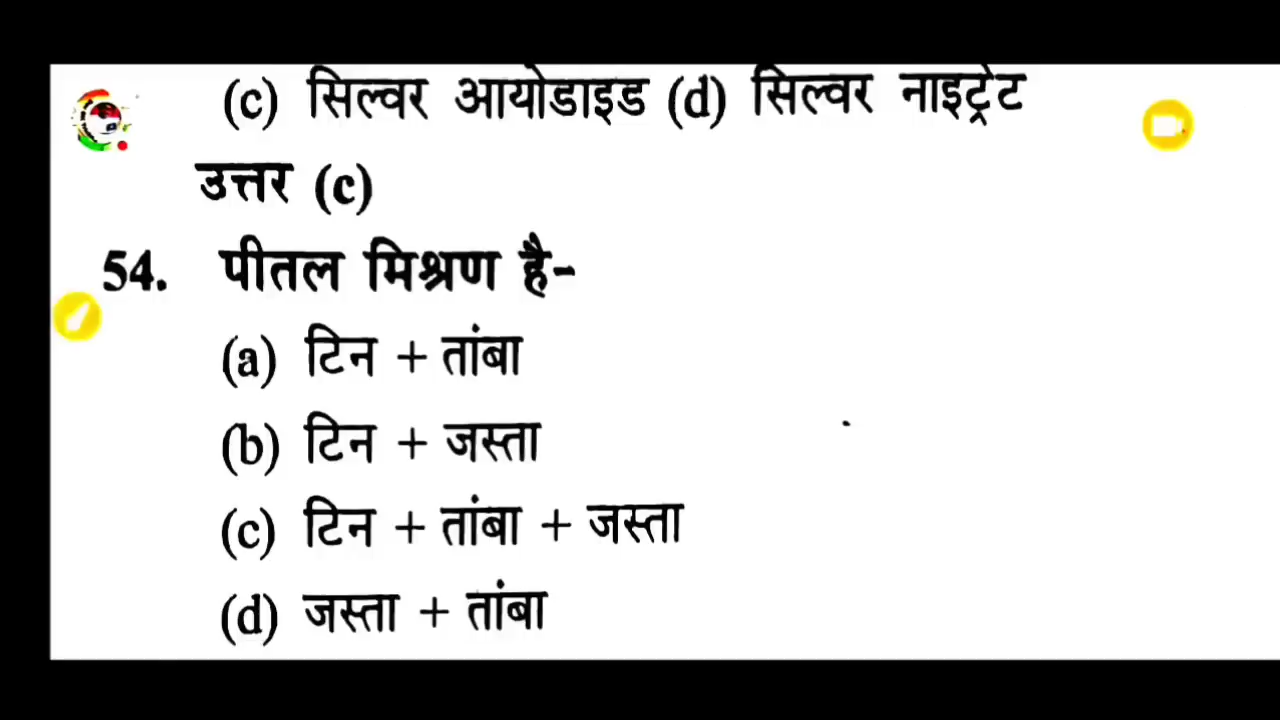 (c) सिल्वर आयोडाइड (d) सिल्वर नाइट्रेट
उत्तर (c)
54. पीतल मिश्रण है-
(a) टिन + तांबा
(b) टिन + जस्ता
(c) टिन + तांबा + जस्ता
(d) जस्ता + तांबा